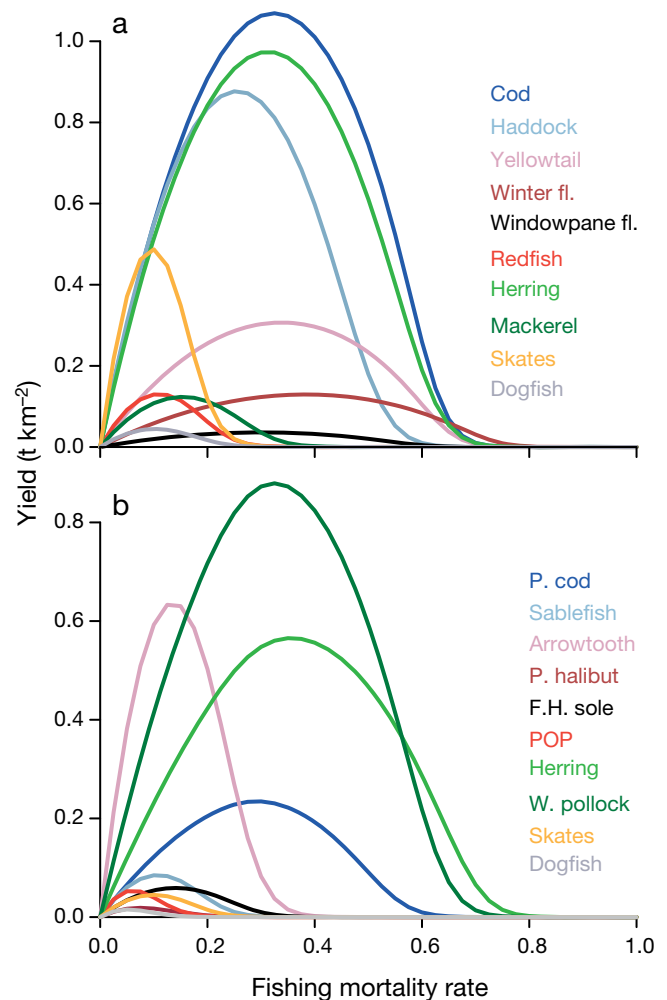 a
1.0
0.8
0.6
0.4
0.2
0.0
Cod
Haddock
Yellowtail
Winter fl.
Windowpane fl.
Redfish
Herring
Mackerel
Skates
Dogfish
Yield (t km⁻²)
b
0.8
0.6
0.4
0.2
0.0
P. cod
Sablefish
Arrowtooth
P. halibut
F.H. sole
POP
Herring
W. pollock
Skates
Dogfish
0.0 0.2 0.4 0.6 0.8 1.0
Fishing mortality rate